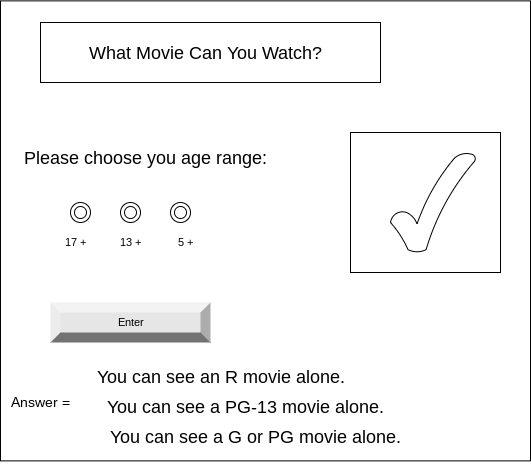 What Movie Can You Watch?
Please choose you age range:
17 + 13 + 5 +
Enter
You can see an R movie alone.
Answer = You can see a PG-13 movie alone.
You can see a G or PG movie alone.